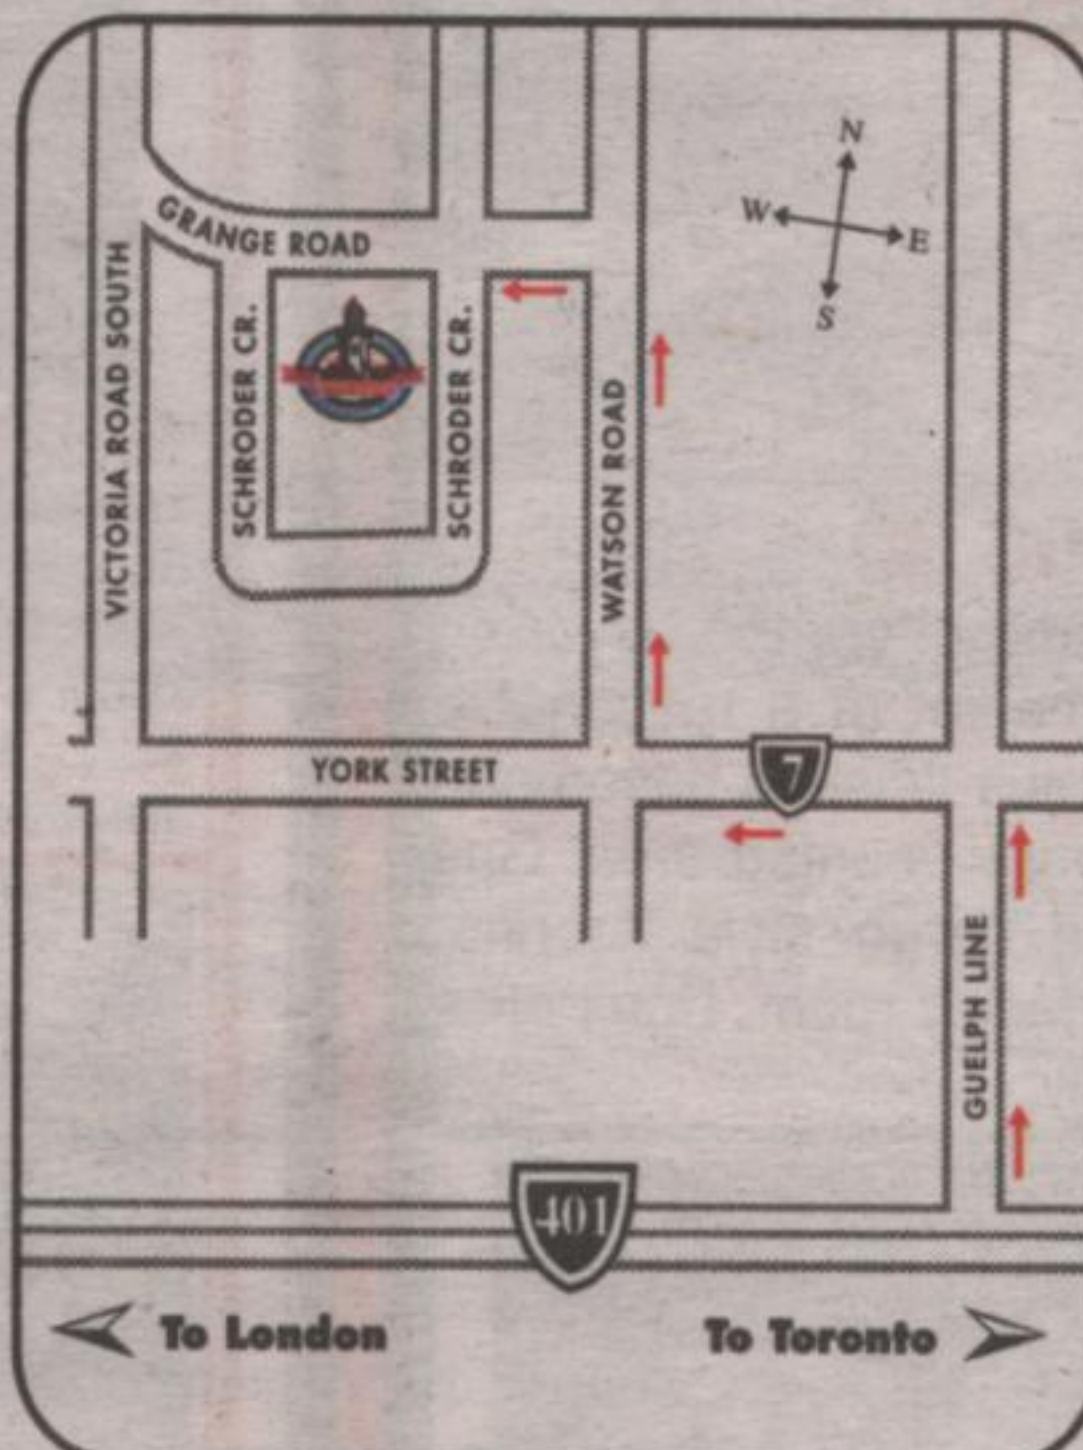 N
W
E
S
GRANGE ROAD
VICTORIA ROAD SOUTH
SCHRODER CR.
SCHRODER CR.
WATSON ROAD
YORK STREET
7
GUELPH LINE
401
To London
To Toronto